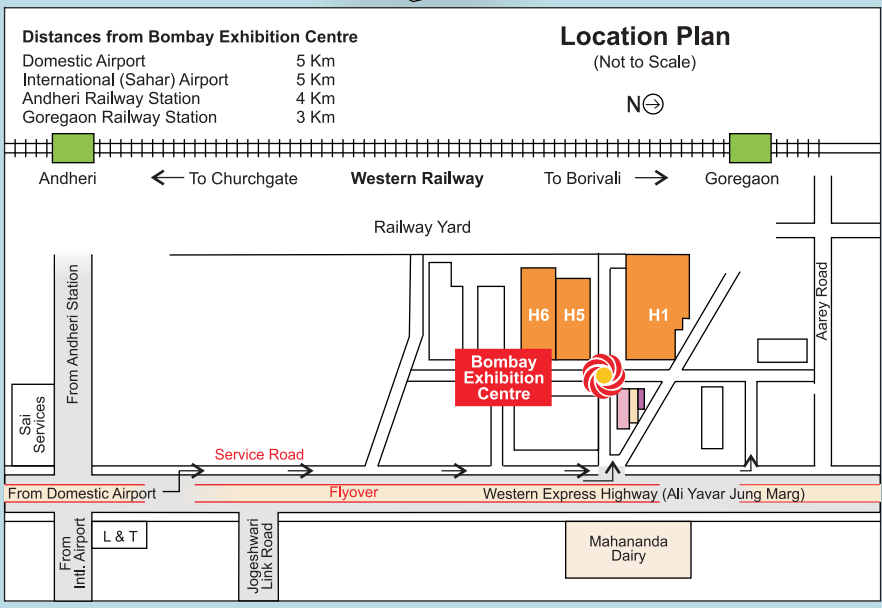 Distances from Bombay Exhibition Centre
Domestic Airport 5 Km
International (Sahar) Airport 5 Km
Andheri Railway Station 4 Km
Goregaon Railway Station 3 Km
Location Plan
(Not to Scale)
N
Andheri
To Churchgate
Western Railway
To Borivali
Goregaon
Railway Yard
From Andheri Station
Aarey Road
H6
H5
H1
Bombay
Exhibition
Centre
Sai
Services
Service Road
From Domestic Airport
Flyover
Western Express Highway (Ali Yavar Jung Marg)
From
Intl. Airport
L & T
Jogeshwari
Link Road
Mahananda
Dairy